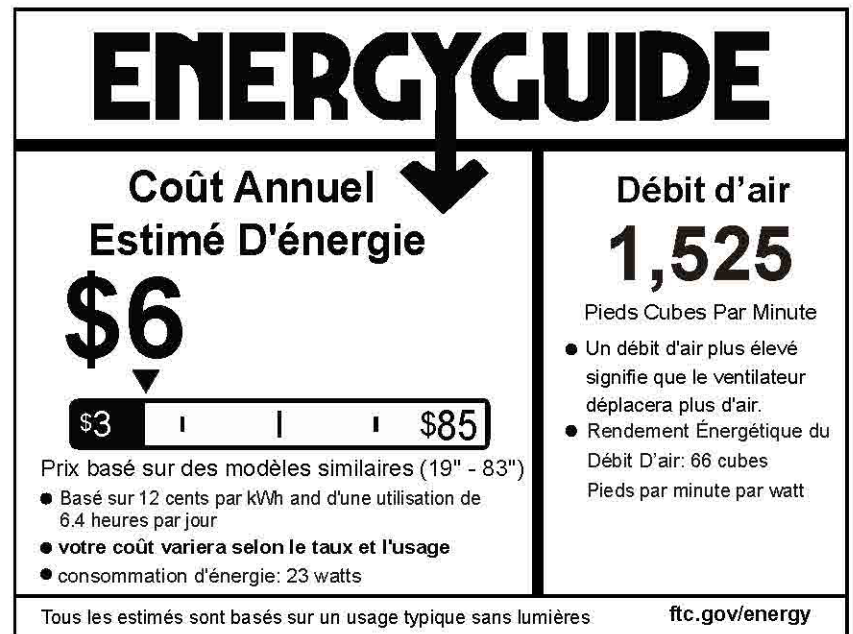 ENERGYGUIDE
Coût Annuel
Estimé D'énergie
$6
$3 $85
Prix basé sur des modèles similaires (19" - 83")
● Basé sur 12 cents par kWh and d'une utilisation de
6.4 heures par jour
● votre coût variera selon le taux et l'usage
● consommation d'énergie: 23 watts
Débit d'air
1,525
Pieds Cubes Par Minute
● Un débit d'air plus élevé
signifie que le ventilateur
déplacera plus d'air.
● Rendement Énergétique du
Débit D'air: 66 cubes
Pieds par minute par watt
Tous les estimés sont basés sur un usage typique sans lumières
ftc.gov/energy